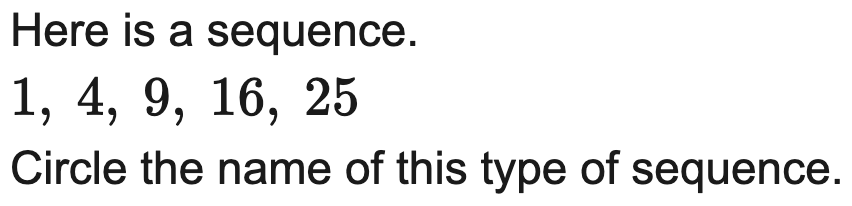 Here is a sequence.
1, 4, 9, 16, 25
Circle the name of this type of sequence.